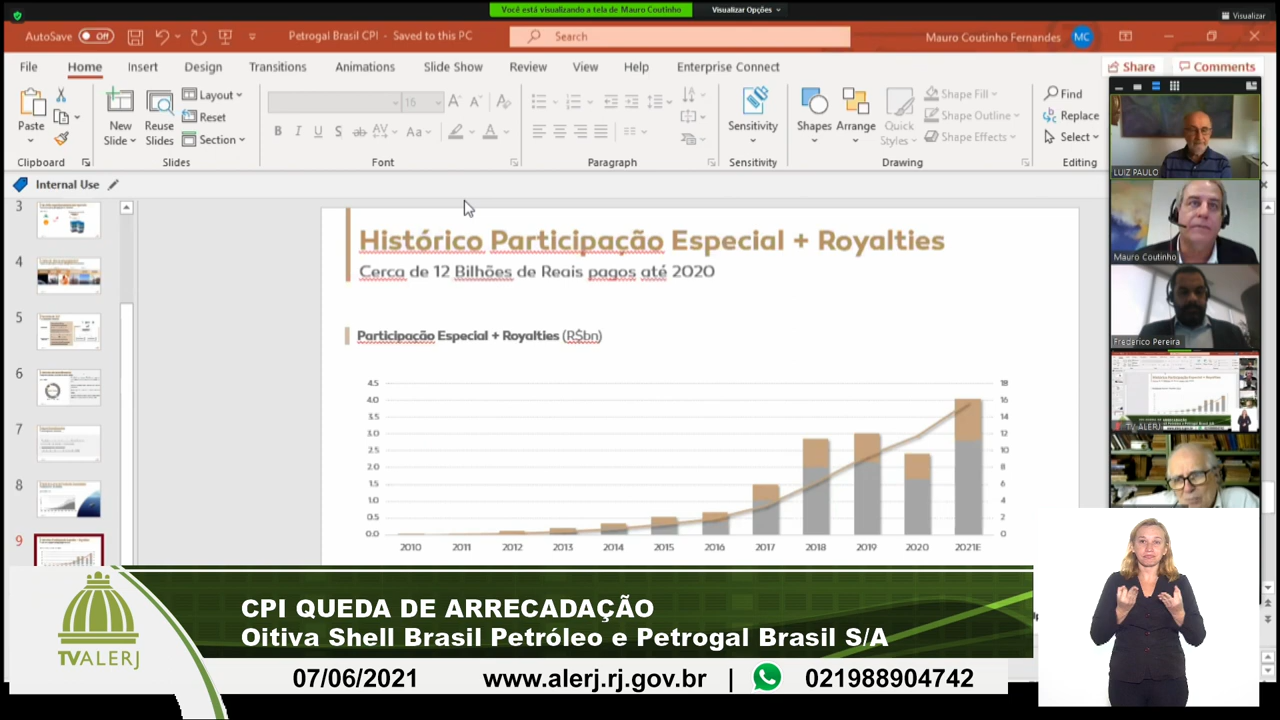 Você está visualizando a tela de Mauro Coutinho
Visualizar Opções
Visualizar
AutoSave Off
Petrogal Brasil CPI - Saved to this PC
Search
Mauro Coutinho Fernandes MC
File Home Insert Design Transitions Animations Slide Show Review View Help Enterprise Connect
Share Comments
Paste
New Slide
Reuse Slides
Layout
Reset
Section
B I U S ab AV Aa A
Sensitivity
Shapes Arrange Quick Styles
Shape Fill
Shape Outline
Shape Effects
Find
Replace
Select
Clipboard Slides Font Paragraph Sensitivity Drawing Editing
Internal Use
3
4
5
6
7
8
9
Histórico Participação Especial + Royalties
Cerca de 12 Bilhões de Reais pagos até 2020
Participação Especial + Royalties (R$bn)
4.5 18
4.0 16
3.5 14
3.0 12
2.5 10
2.0 8
1.5 6
1.0 4
0.5 2
0.0 0
2010 2011 2012 2013 2014 2015 2016 2017 2018 2019 2020 2021E
LUIZ PAULO
Mauro Coutinho
Frederico Pereira
TV ALERJ
TVALERJ
CPI QUEDA DE ARRECADAÇÃO
Oitiva Shell Brasil Petróleo e Petrogal Brasil S/A
07/06/2021 www.alerj.rj.gov.br | 021988904742